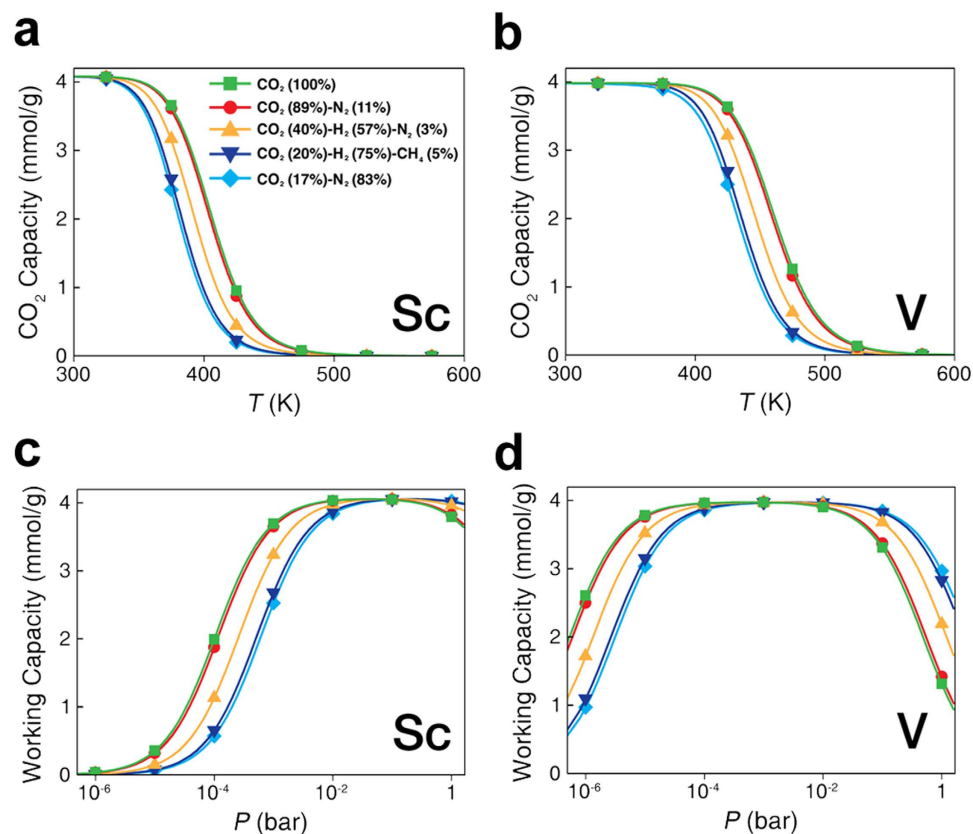 a
CO₂ Capacity (mmol/g)
4
3
2
1
0
CO₂ (100%)
CO₂ (89%)-N₂ (11%)
CO₂ (40%)-H₂ (57%)-N₂ (3%)
CO₂ (20%)-H₂ (75%)-CH₄ (5%)
CO₂ (17%)-N₂ (83%)
Sc
300 400 500 600
T (K)
b
CO₂ Capacity (mmol/g)
4
3
2
1
0
V
300 400 500 600
T (K)
c
Working Capacity (mmol/g)
4
3
2
1
0
Sc
10⁻⁶ 10⁻⁴ 10⁻² 1
P (bar)
d
Working Capacity (mmol/g)
4
3
2
1
0
V
10⁻⁶ 10⁻⁴ 10⁻² 1
P (bar)